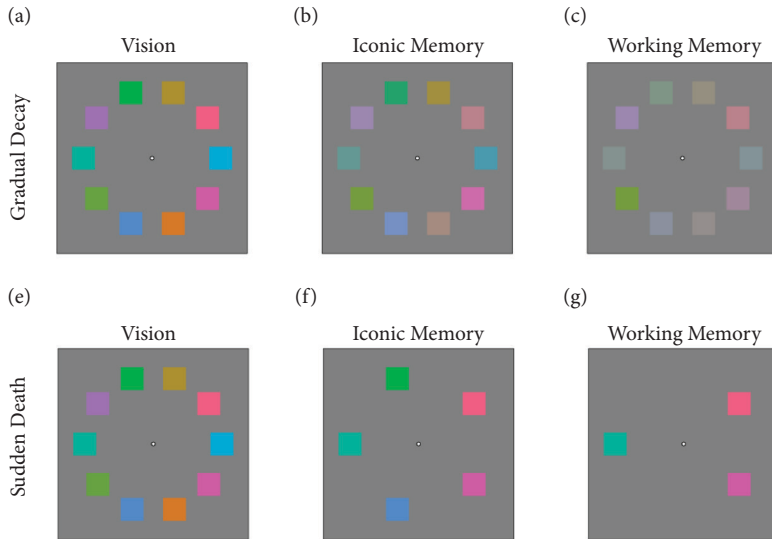 (a)
(b)
(c)
Vision
Iconic Memory
Working Memory
Gradual Decay
(e)
(f)
(g)
Vision
Iconic Memory
Working Memory
Sudden Death